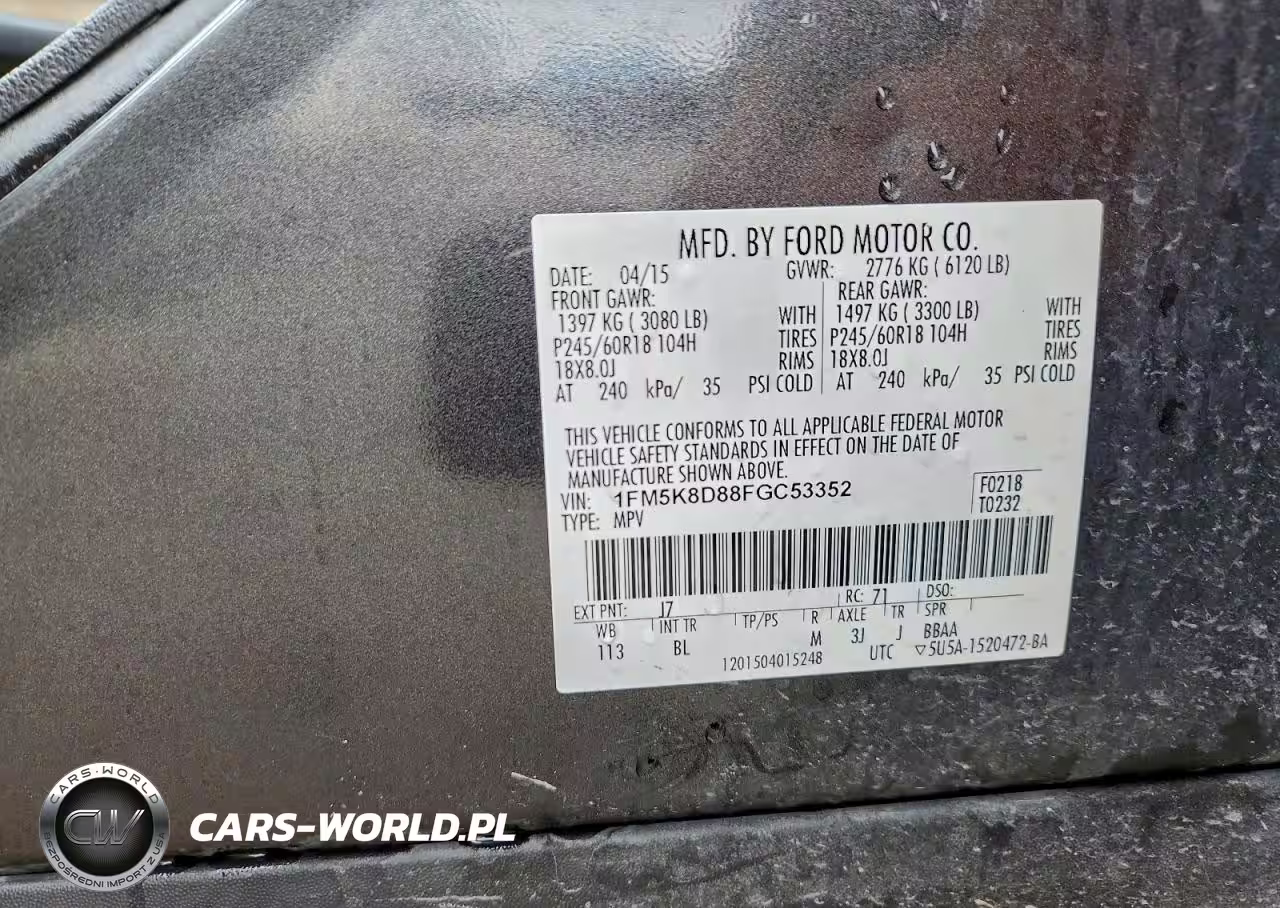 MFD. BY FORD MOTOR CO.
DATE: 04/15 GVWR: 2776 KG ( 6120 LB)
FRONT GAWR: REAR GAWR:
1397 KG ( 3080 LB) WITH 1497 KG ( 3300 LB) WITH
P245/60R18 104H TIRES P245/60R18 104H TIRES
18X8.0J RIMS 18X8.0J RIMS
AT 240 kPa/ 35 PSI COLD AT 240 kPa/ 35 PSI COLD
THIS VEHICLE CONFORMS TO ALL APPLICABLE FEDERAL MOTOR
VEHICLE SAFETY STANDARDS IN EFFECT ON THE DATE OF
MANUFACTURE SHOWN ABOVE.
VIN: 1FM5K8D88FGC53352 F0218
TYPE: MPV T0232
EXT PNT: J7 RC: 71 DSO:
WB INT TR TP/PS R AXLE TR SPR
113 BL M 3J J BBAA
1201504015248 UTC ▽5U5A-1520472-BA
CARS-WORLD
CW
BEZPOŚREDNI IMPORT Z USA
CARS-WORLD.PL